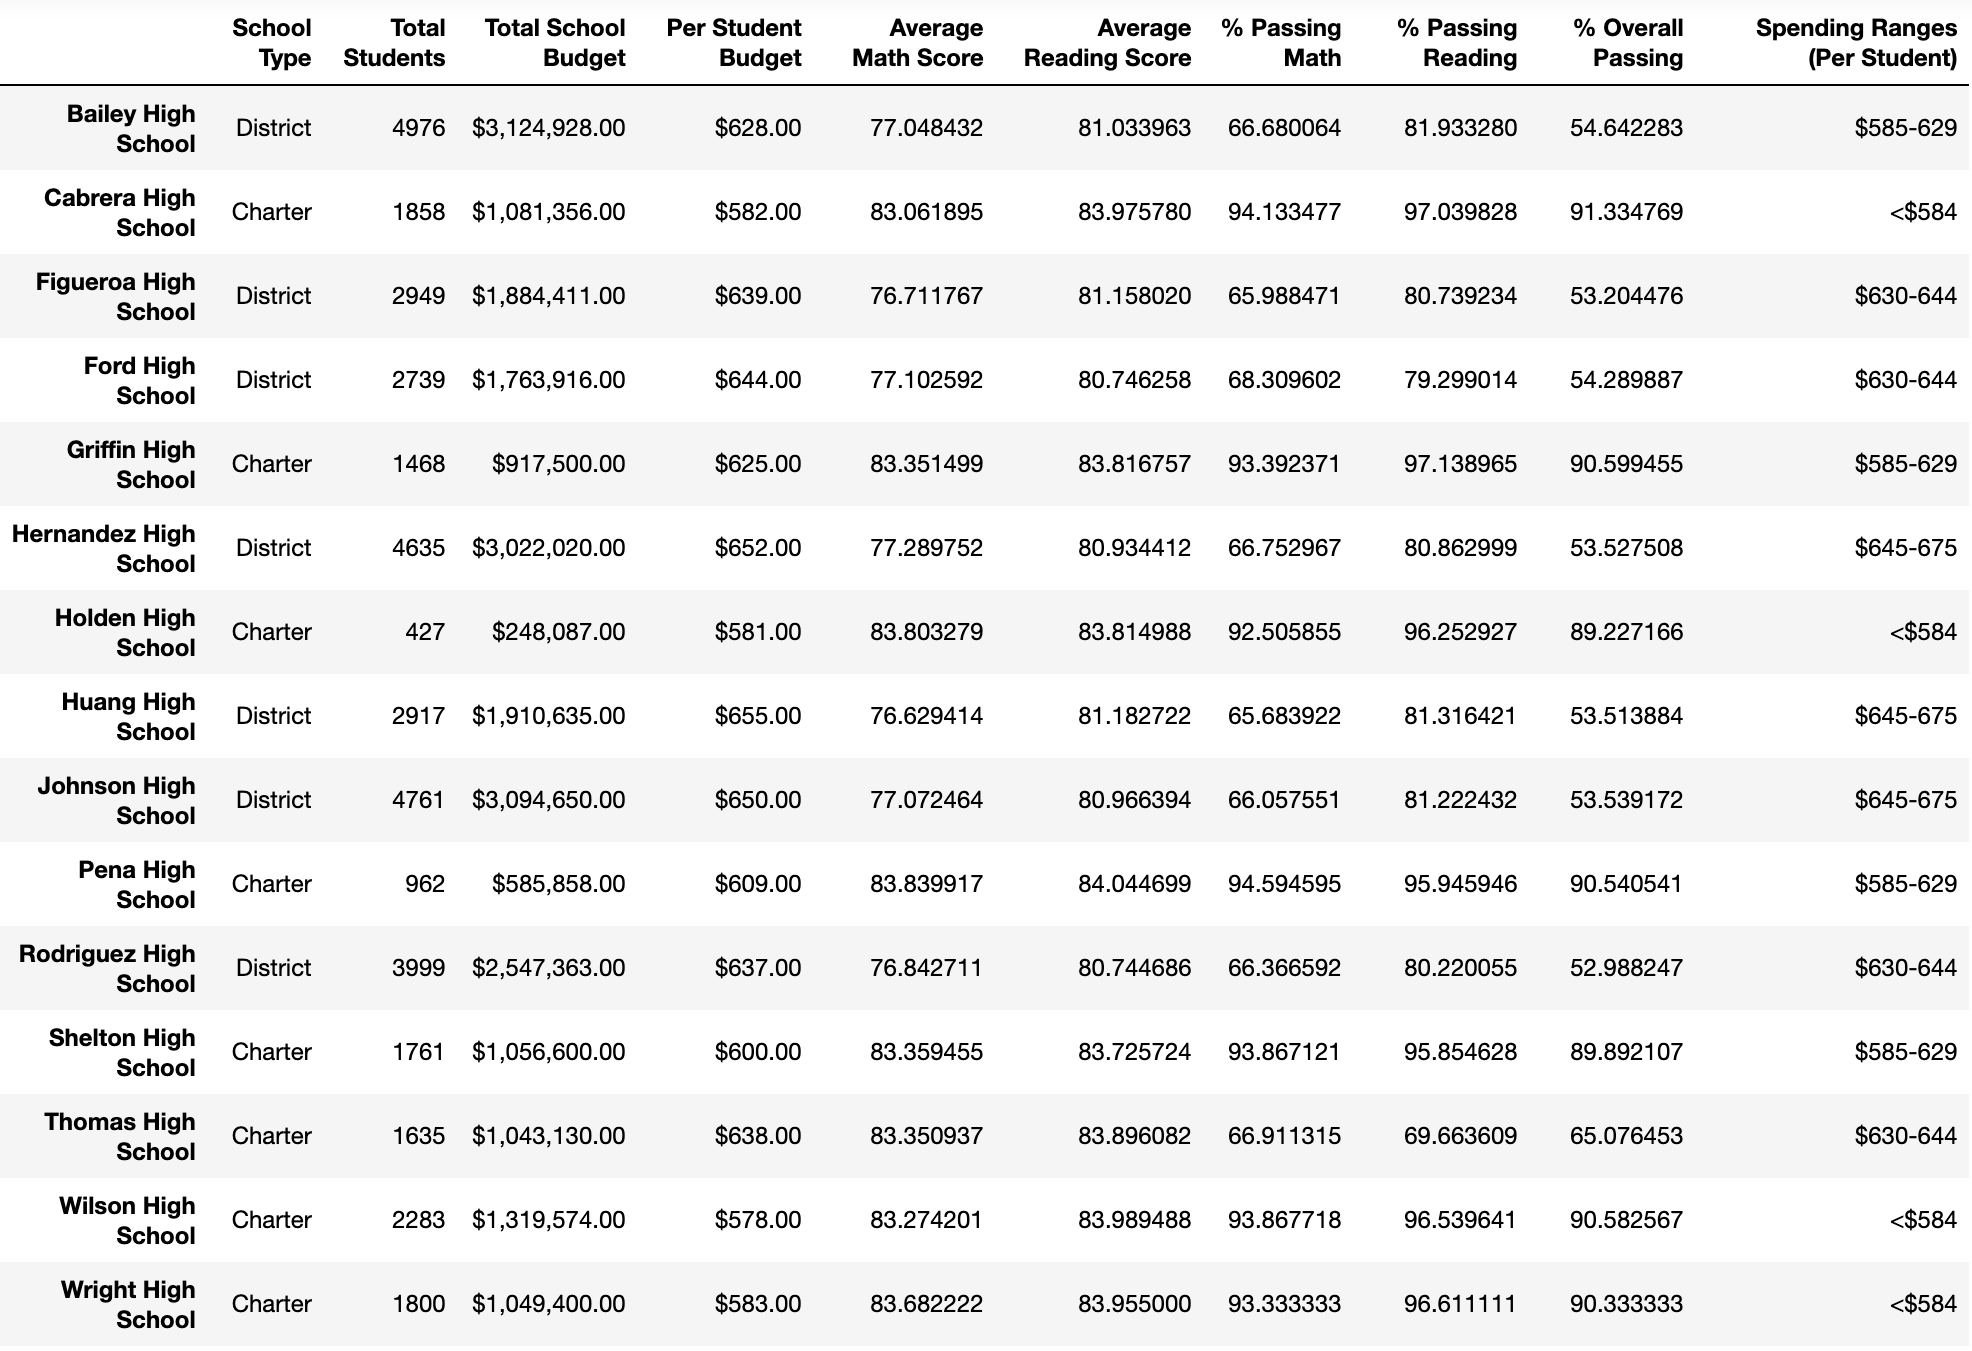 School Type Total Students Total School Budget Per Student Budget Average Math Score Average Reading Score % Passing Math % Passing Reading % Overall Passing Spending Ranges (Per Student)
Bailey High School District 4976 $3,124,928.00 $628.00 77.048432 81.033963 66.680064 81.933280 54.642283 $585-629
Cabrera High School Charter 1858 $1,081,356.00 $582.00 83.061895 83.975780 94.133477 97.039828 91.334769 <$584
Figueroa High School District 2949 $1,884,411.00 $639.00 76.711767 81.158020 65.988471 80.739234 53.204476 $630-644
Ford High School District 2739 $1,763,916.00 $644.00 77.102592 80.746258 68.309602 79.299014 54.289887 $630-644
Griffin High School Charter 1468 $917,500.00 $625.00 83.351499 83.816757 93.392371 97.138965 90.599455 $585-629
Hernandez High School District 4635 $3,022,020.00 $652.00 77.289752 80.934412 66.752967 80.862999 53.527508 $645-675
Holden High School Charter 427 $248,087.00 $581.00 83.803279 83.814988 92.505855 96.252927 89.227166 <$584
Huang High School District 2917 $1,910,635.00 $655.00 76.629414 81.182722 65.683922 81.316421 53.513884 $645-675
Johnson High School District 4761 $3,094,650.00 $650.00 77.072464 80.966394 66.057551 81.222432 53.539172 $645-675
Pena High School Charter 962 $585,858.00 $609.00 83.839917 84.044699 94.594595 95.945946 90.540541 $585-629
Rodriguez High School District 3999 $2,547,363.00 $637.00 76.842711 80.744686 66.366592 80.220055 52.988247 $630-644
Shelton High School Charter 1761 $1,056,600.00 $600.00 83.359455 83.725724 93.867121 95.854628 89.892107 $585-629
Thomas High School Charter 1635 $1,043,130.00 $638.00 83.350937 83.896082 66.911315 69.663609 65.076453 $630-644
Wilson High School Charter 2283 $1,319,574.00 $578.00 83.274201 83.989488 93.867718 96.539641 90.582567 <$584
Wright High School Charter 1800 $1,049,400.00 $583.00 83.682222 83.955000 93.333333 96.611111 90.333333 <$584